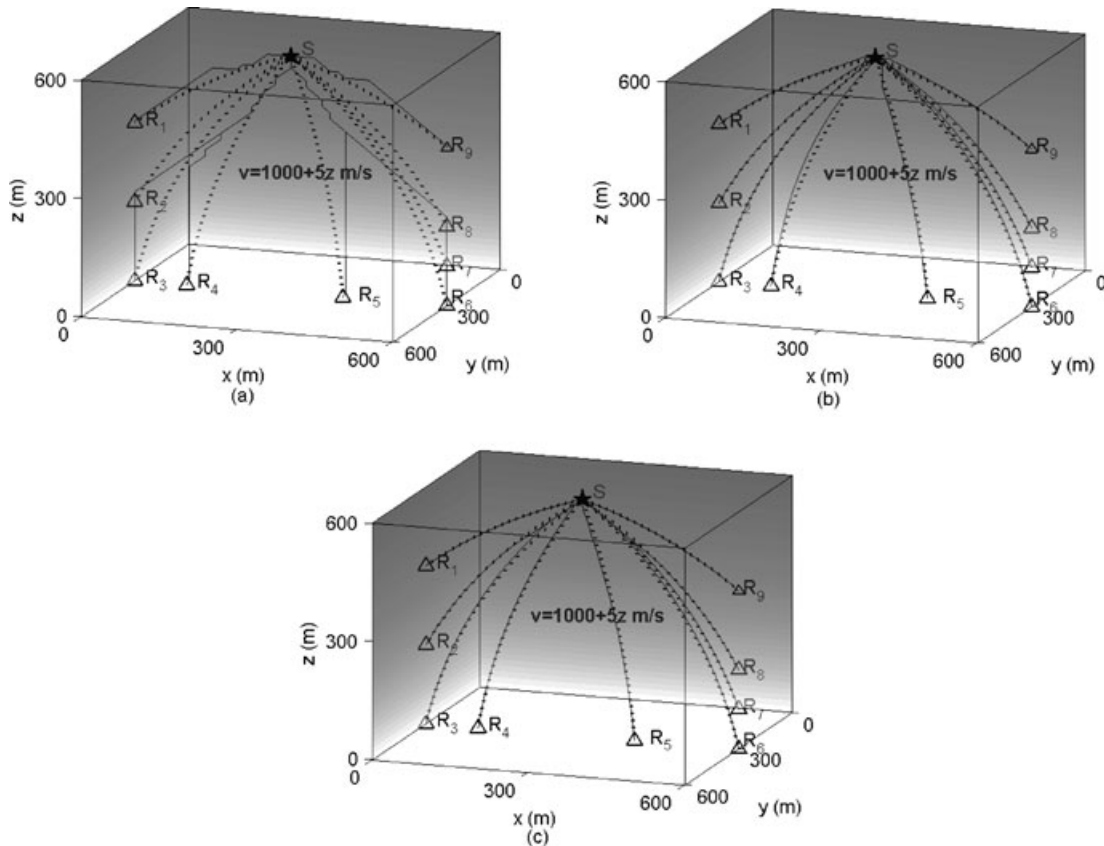 S
600
R1
v=1000+5z m/s
R9
z (m)
300
R2
R8
R3
R4
R5
R7
R6
0
0
300
600
0
300
600
x (m)
y (m)
(a)
S
600
R1
v=1000+5z m/s
R9
z (m)
300
R2
R8
R3
R4
R5
R7
R6
0
0
300
600
0
300
600
x (m)
y (m)
(b)
S
600
R1
v=1000+5z m/s
R9
z (m)
300
R2
R8
R3
R4
R5
R7
R6
0
0
300
600
0
300
600
x (m)
y (m)
(c)